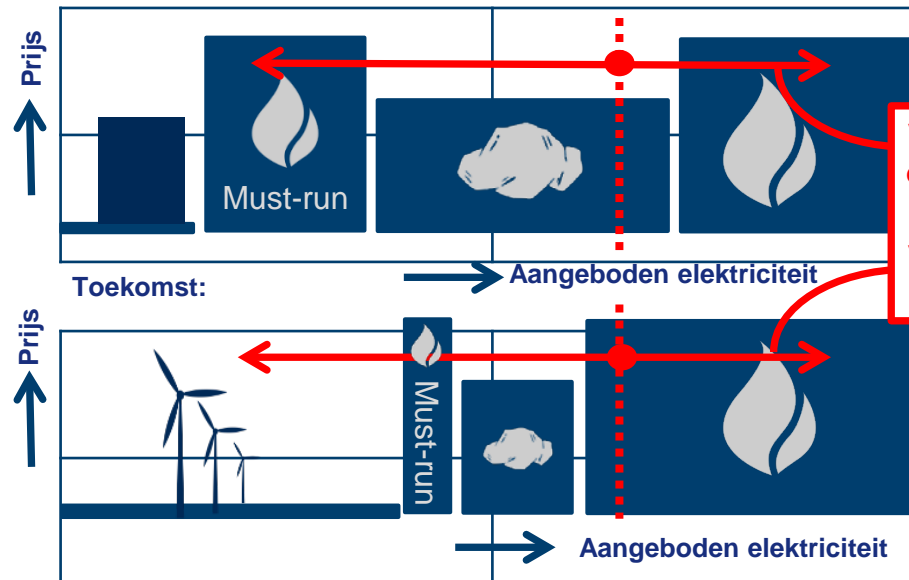 Prijs
Must-run
Aangeboden elektriciteit
Toekomst:
Prijs
Must-run
Aangeboden elektriciteit